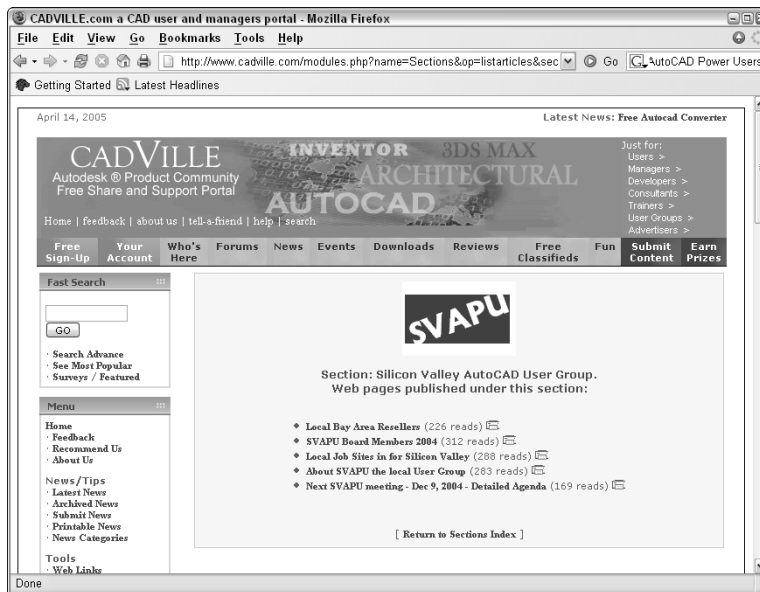 CADVILLE.com a CAD user and managers portal - Mozilla Firefox
File Edit View Go Bookmarks Tools Help
http://www.cadville.com/modules.php?name=Sections&op=listarticles&sec Go AutoCAD Power Users
Getting Started Latest Headlines
April 14, 2005 Latest News: Free Autocad Converter
CADVILLE
Autodesk ® Product Community
Free Share and Support Portal
INVENTOR 3DS MAX
ARCHITECTURAL
AUTOCAD
Home | feedback | about us | tell-a-friend | help | search
Just for:
Users >
Managers >
Developers >
Consultants >
Trainers >
User Groups >
Advertisers >
Free Sign-Up Your Account Who's Here Forums News Events Downloads Reviews Free Classifieds Fun Submit Content Earn Prizes
Fast Search
GO
· Search Advance
· See Most Popular
· Surveys / Featured
Menu
Home
· Feedback
· Recommend Us
· About Us
News/Tips
· Latest News
· Archived News
· Submit News
· Printable News
· News Categories
Tools
· Web Links
SVAPU
Section: Silicon Valley AutoCAD User Group.
Web pages published under this section:
Local Bay Area Resellers (226 reads)
SVAPU Board Members 2004 (312 reads)
Local Job Sites in for Silicon Valley (288 reads)
About SVAPU the local User Group (283 reads)
Next SVAPU meeting - Dec 9, 2004 - Detailed Agenda (169 reads)
[ Return to Sections Index ]
Done